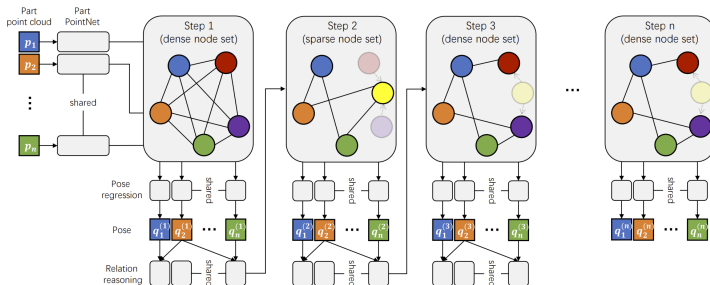 Part
point cloud
Part
PointNet
Step 1
(dense node set)
Step 2
(sparse node set)
Step 3
(dense node set)
Step n
(dense node set)
p₁
p₂
⋮
shared
pₙ
...
Pose
regression
shared
shared
shared
shared
Pose
q₁⁽¹⁾ q₂⁽¹⁾ ... qₙ⁽¹⁾
q₁⁽²⁾ q₂⁽²⁾ ... qₙ⁽²⁾
q₁⁽³⁾ q₂⁽³⁾ ... qₙ⁽³⁾
q₁⁽ⁿ⁾ q₂⁽ⁿ⁾ ... qₙ⁽ⁿ⁾
Relation
reasoning
shared
shared
shared